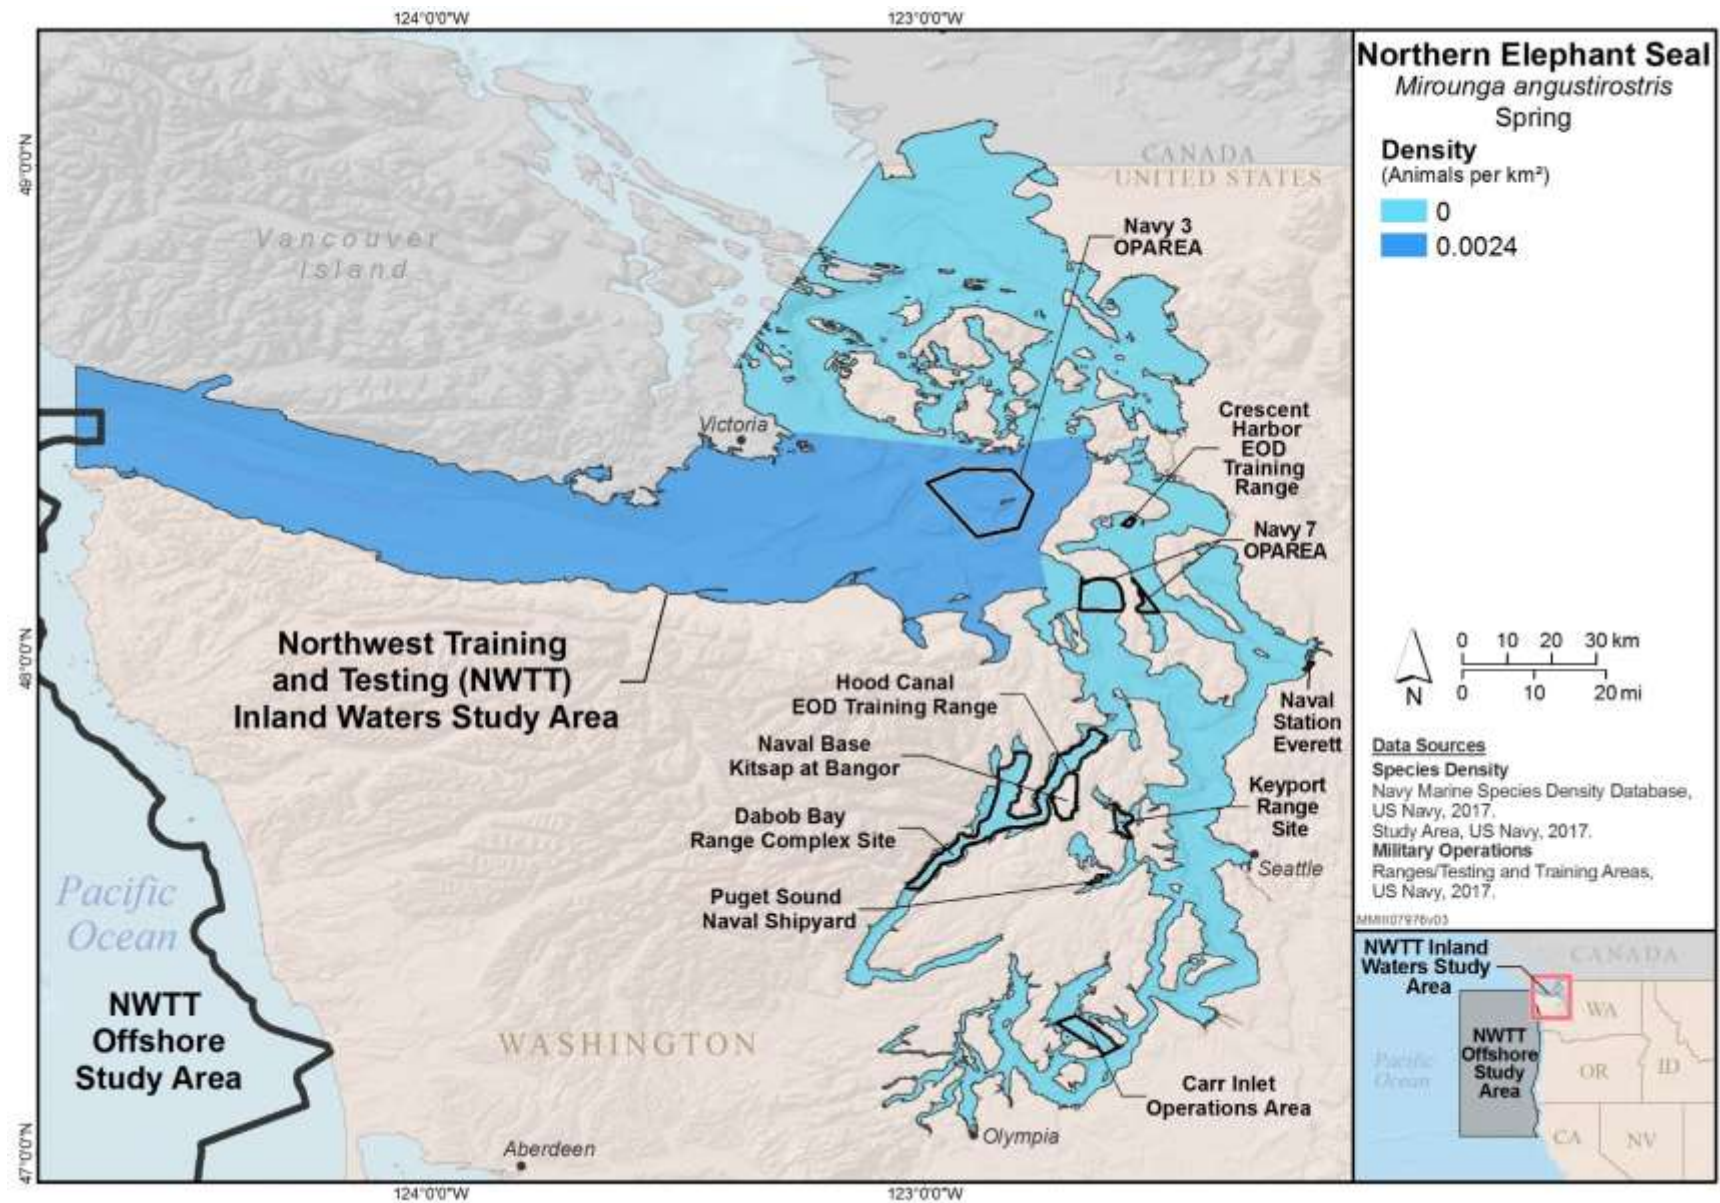 124°0'0"W
123°0'0"W
49°0'0"N
48°0'0"N
47°0'0"N
124°0'0"W
123°0'0"W
CANADA
UNITED STATES
Vancouver
Island
Navy 3
OPAREA
Victoria
Crescent
Harbor
EOD
Training
Range
Navy 7
OPAREA
Northwest Training
and Testing (NWTT)
Inland Waters Study Area
Hood Canal
EOD Training Range
Naval
Station
Everett
Naval Base
Kitsap at Bangor
Keyport
Range
Site
Dabob Bay
Range Complex Site
Seattle
Puget Sound
Naval Shipyard
Pacific
Ocean
NWTT
Offshore
Study Area
WASHINGTON
Carr Inlet
Operations Area
Olympia
Aberdeen
Northern Elephant Seal
Mirounga angustirostris
Spring
Density
(Animals per km²)
0
0.0024
N
0 10 20 30 km
0 10 20 mi
Data Sources
Species Density
Navy Marine Species Density Database,
US Navy, 2017.
Study Area, US Navy, 2017.
Military Operations
Ranges/Testing and Training Areas,
US Navy, 2017.
NWTT Inland
Waters Study
Area
CANADA
WA
NWTT
Offshore
Study
Area
Pacific
Ocean
OR
ID
CA
NV